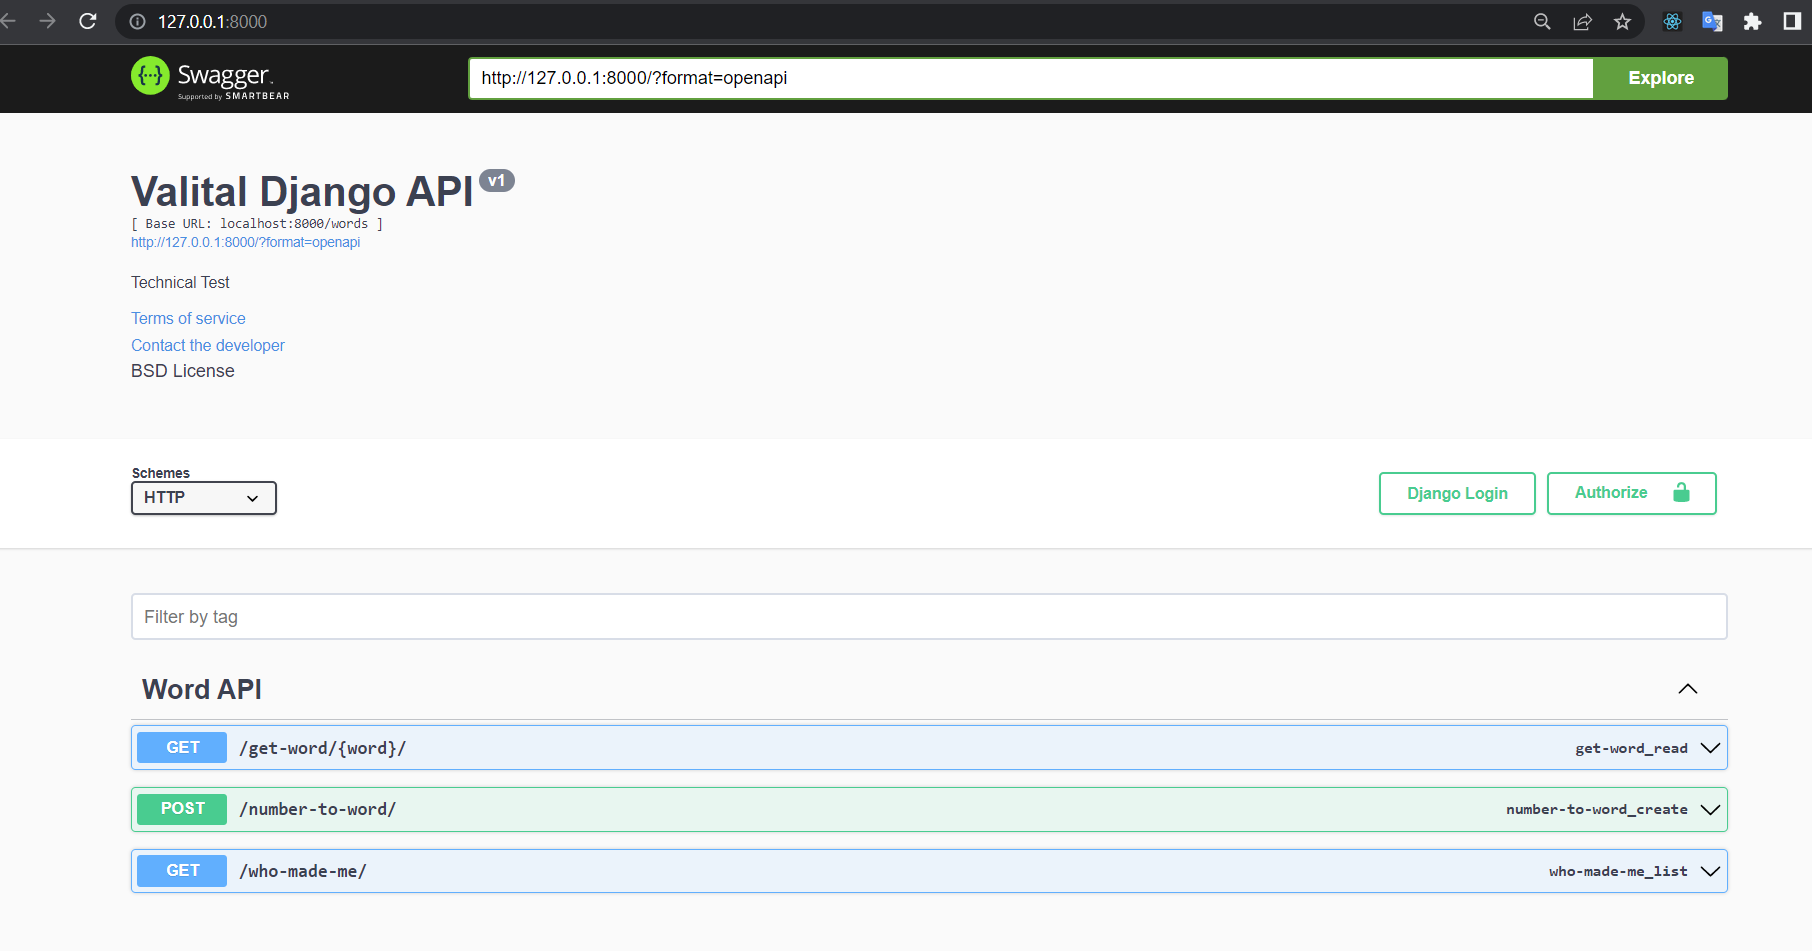 127.0.0.1:8000
Swagger.
Supported by SMARTBEAR
http://127.0.0.1:8000/?format=openapi
Explore
Valital Django API v1
[ Base URL: localhost:8000/words ]
http://127.0.0.1:8000/?format=openapi
Technical Test
Terms of service
Contact the developer
BSD License
Schemes
HTTP
Django Login
Authorize
Filter by tag
Word API
GET /get-word/{word}/ get-word_read
POST /number-to-word/ number-to-word_create
GET /who-made-me/ who-made-me_list